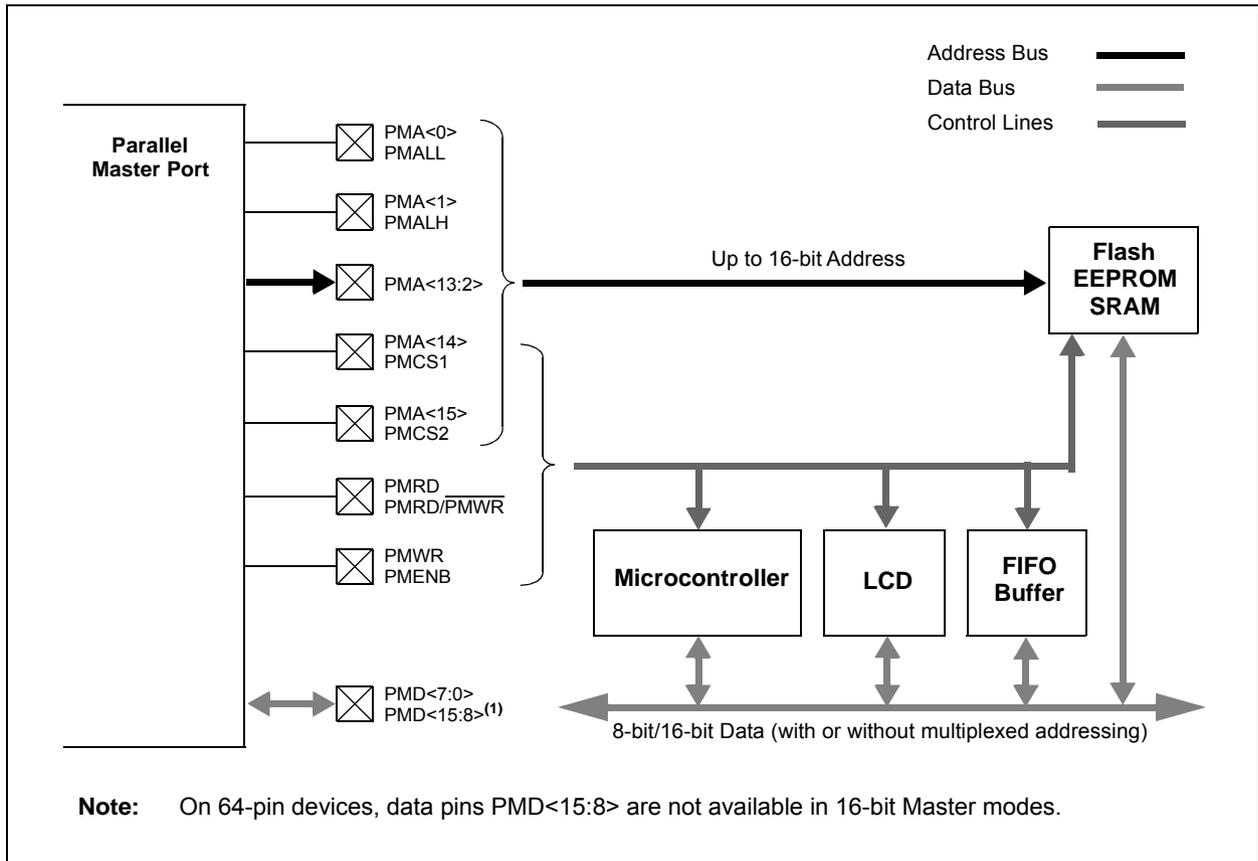 Address Bus
Data Bus
Control Lines
Parallel
Master Port
PMA<0>
PMALL
PMA<1>
PMALH
PMA<13:2>
PMA<14>
PMCS1
PMA<15>
PMCS2
PMRD
PMRD/PMWR
PMWR
PMENB
PMD<7:0>
PMD<15:8>(1)
Up to 16-bit Address
Flash
EEPROM
SRAM
Microcontroller
LCD
FIFO
Buffer
8-bit/16-bit Data (with or without multiplexed addressing)
Note: On 64-pin devices, data pins PMD<15:8> are not available in 16-bit Master modes.